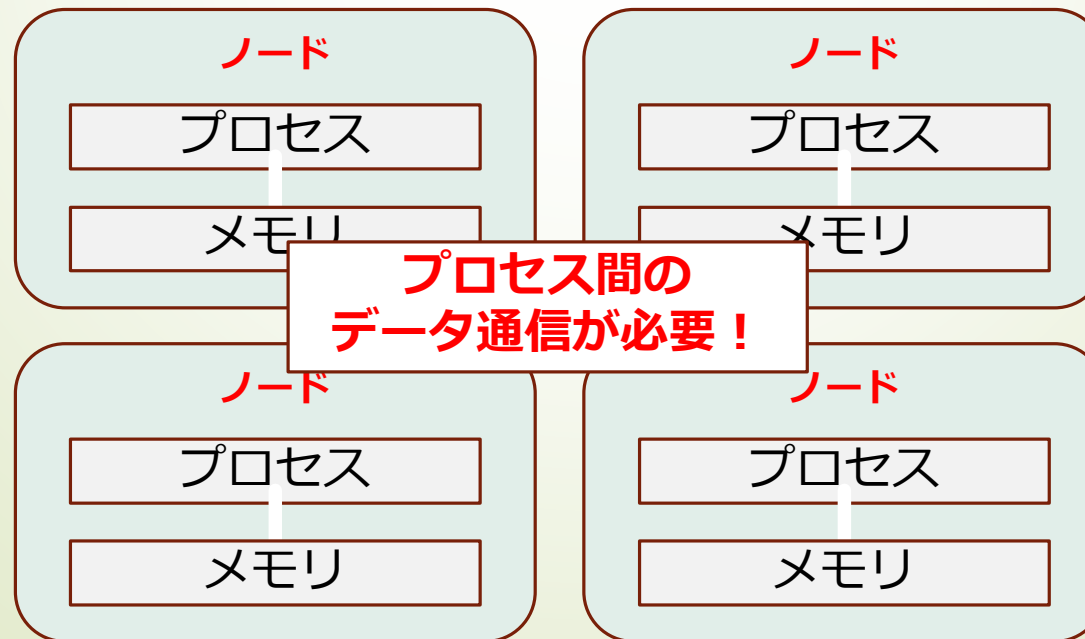 ノード
プロセス
メモリ
ノード
プロセス
メモリ
プロセス間の
データ通信が必要！
ノード
プロセス
メモリ
ノード
プロセス
メモリ